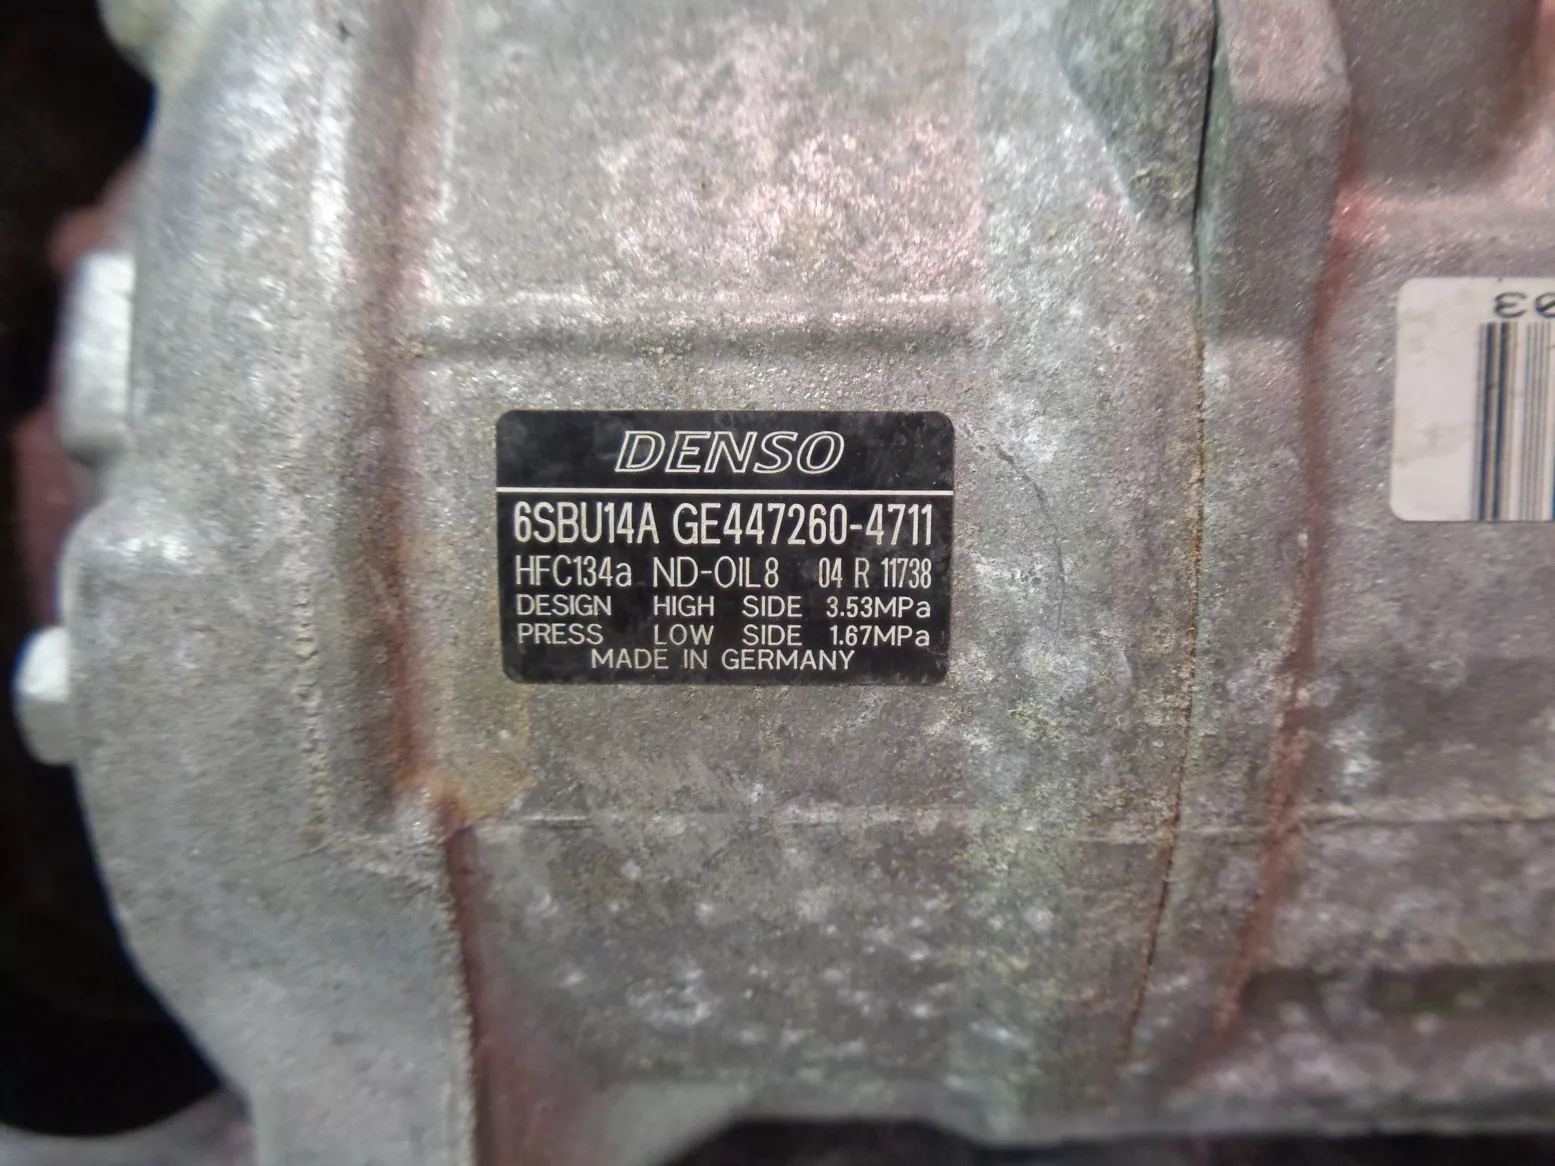 DENSO
6SBU14A GE447260-4711
HFC134a ND-OIL8 04 R 11738
DESIGN HIGH SIDE 3.53MPa
PRESS LOW SIDE 1.67MPa
MADE IN GERMANY
03